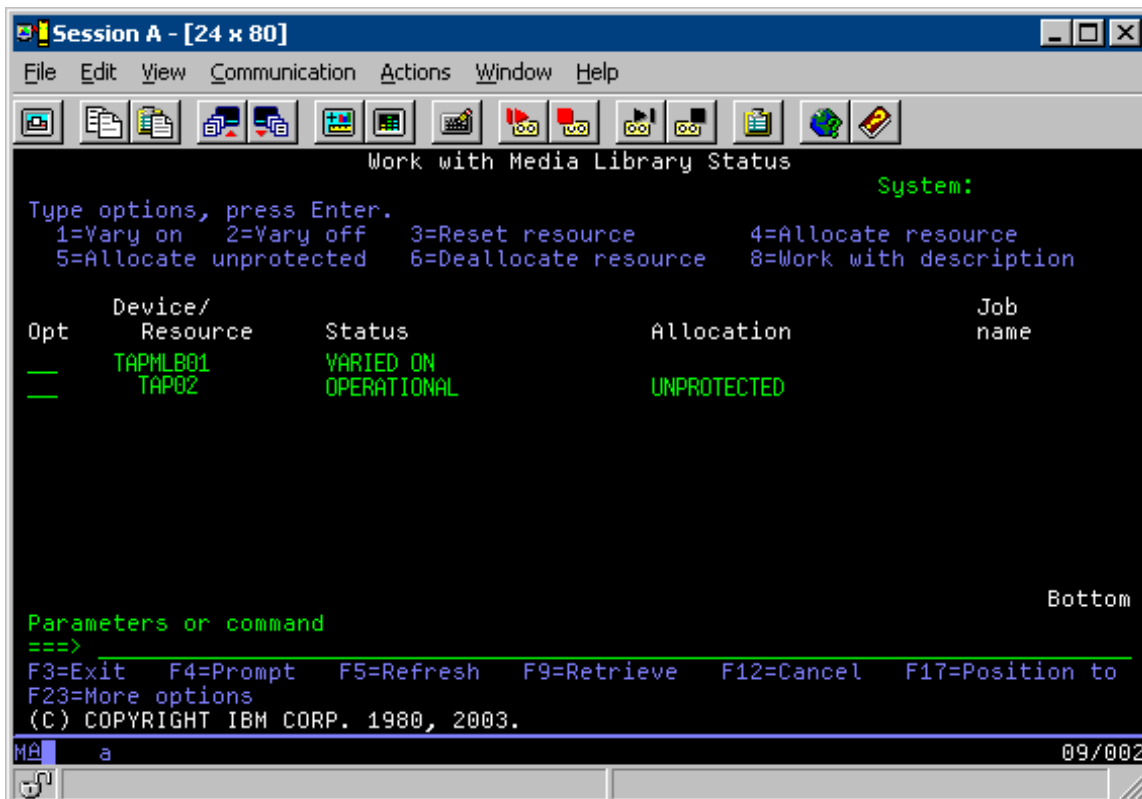 Session A - [24 x 80]
File Edit View Communication Actions Window Help
Work with Media Library Status
System:
Type options, press Enter.
1=Vary on 2=Vary off 3=Reset resource 4=Allocate resource
5=Allocate unprotected 6=Deallocate resource 8=Work with description
Device/ Job
Opt Resource Status Allocation name
TAPMLB01 VARIED ON
TAP02 OPERATIONAL UNPROTECTED
Bottom
Parameters or command
===>
F3=Exit F4=Prompt F5=Refresh F9=Retrieve F12=Cancel F17=Position to
F23=More options
(C) COPYRIGHT IBM CORP. 1980, 2003.
MA a 09/002